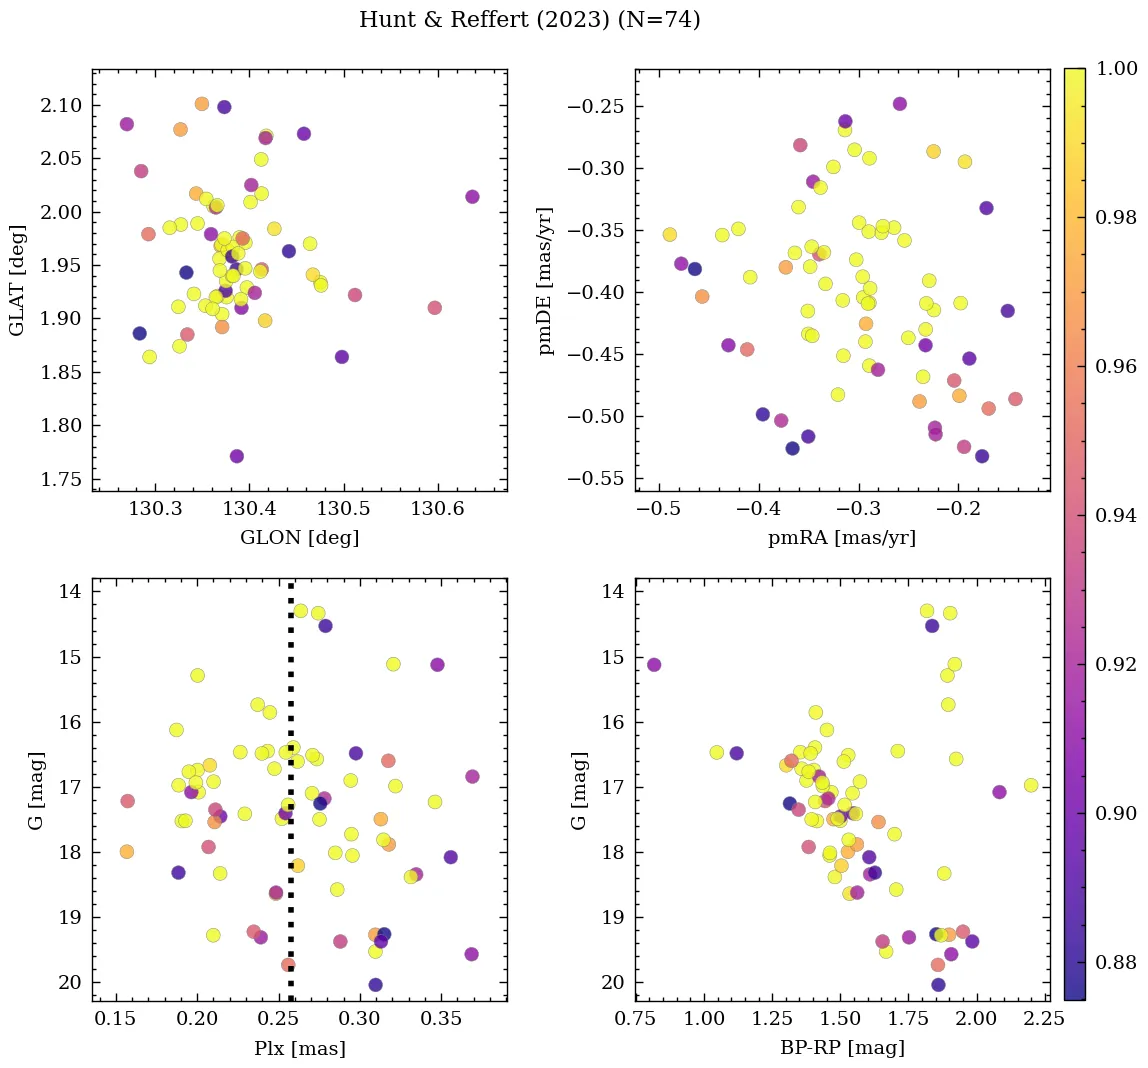 Hunt & Reffert (2023) (N=74)
2.10
2.05
2.00
1.95
1.90
1.85
1.80
1.75
GLAT [deg]
130.3 130.4 130.5 130.6
GLON [deg]
−0.25
−0.30
−0.35
−0.40
−0.45
−0.50
−0.55
pmDE [mas/yr]
−0.5 −0.4 −0.3 −0.2
pmRA [mas/yr]
14
15
16
17
18
19
20
G [mag]
0.15 0.20 0.25 0.30 0.35
Plx [mas]
14
15
16
17
18
19
20
G [mag]
0.75 1.00 1.25 1.50 1.75 2.00 2.25
BP-RP [mag]
1.00
0.98
0.96
0.94
0.92
0.90
0.88